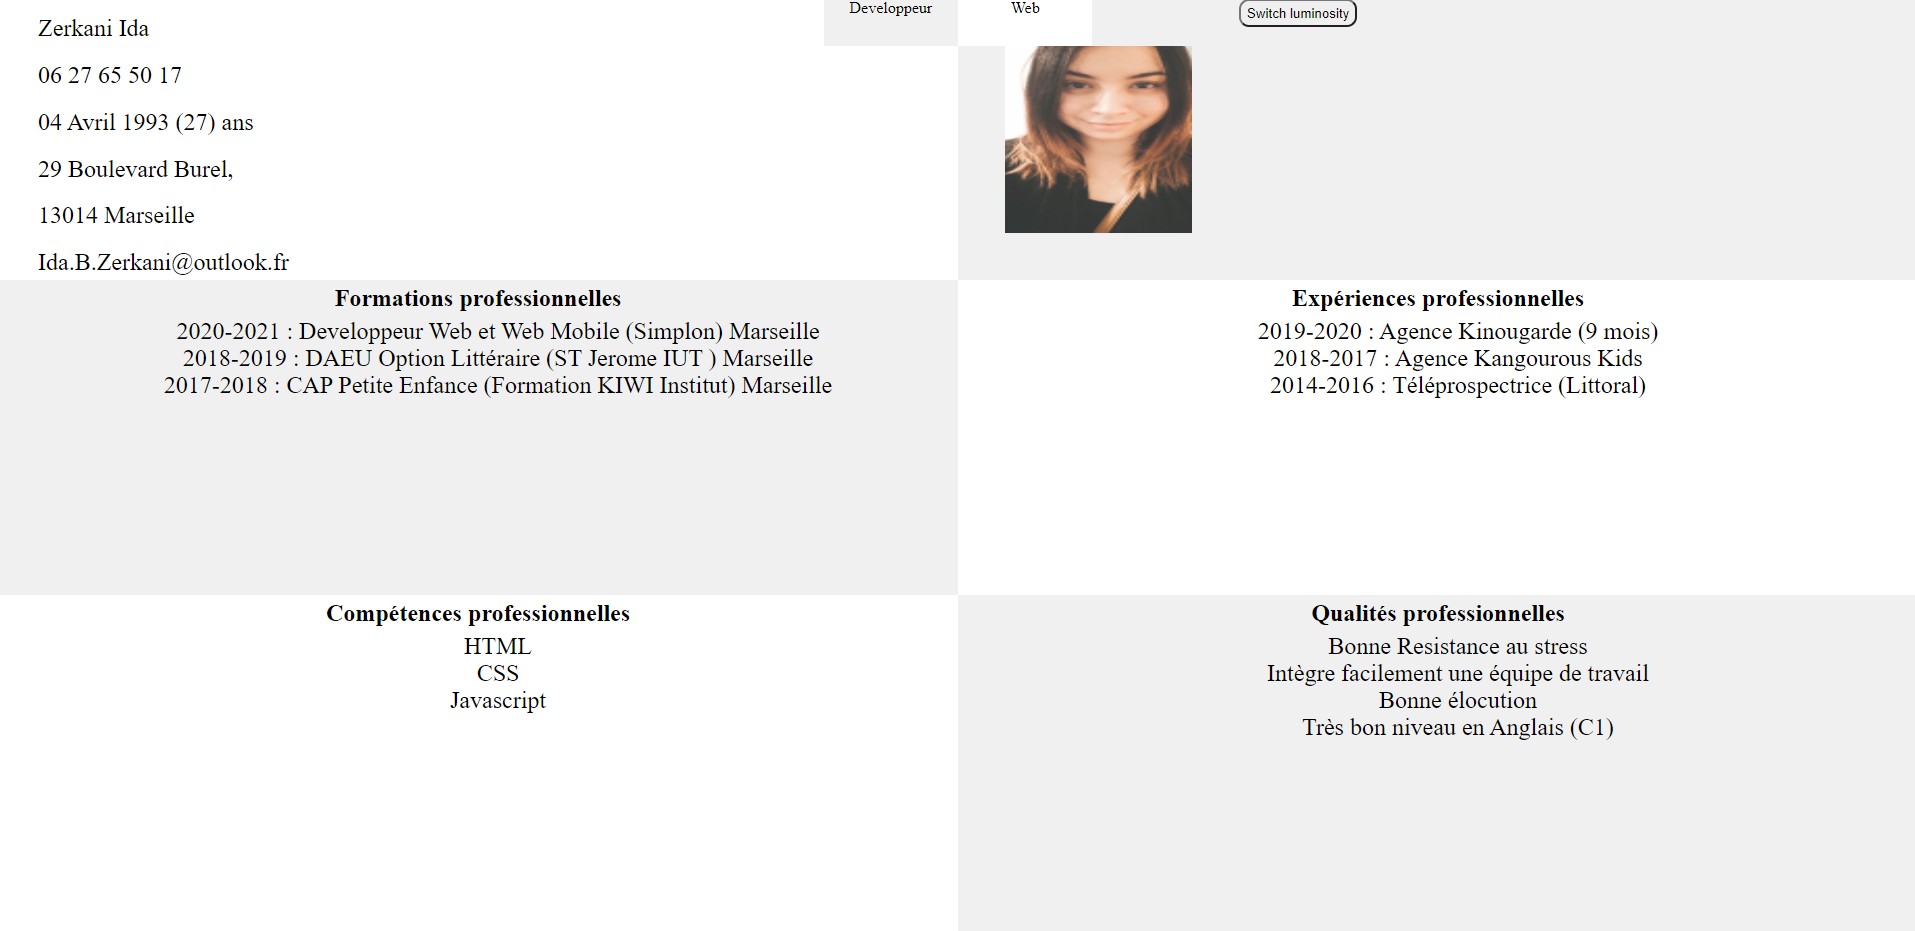 Developpeur
Web
Switch luminosity
Zerkani Ida
06 27 65 50 17
04 Avril 1993 (27) ans
29 Boulevard Burel,
13014 Marseille
Ida.B.Zerkani@outlook.fr
Formations professionnelles
2020-2021 : Developpeur Web et Web Mobile (Simplon) Marseille
2018-2019 : DAEU Option Littéraire (ST Jerome IUT ) Marseille
2017-2018 : CAP Petite Enfance (Formation KIWI Institut) Marseille
Expériences professionnelles
2019-2020 : Agence Kinougarde (9 mois)
2018-2017 : Agence Kangourous Kids
2014-2016 : Téléprospectrice (Littoral)
Compétences professionnelles
HTML
CSS
Javascript
Qualités professionnelles
Bonne Resistance au stress
Intègre facilement une équipe de travail
Bonne élocution
Très bon niveau en Anglais (C1)